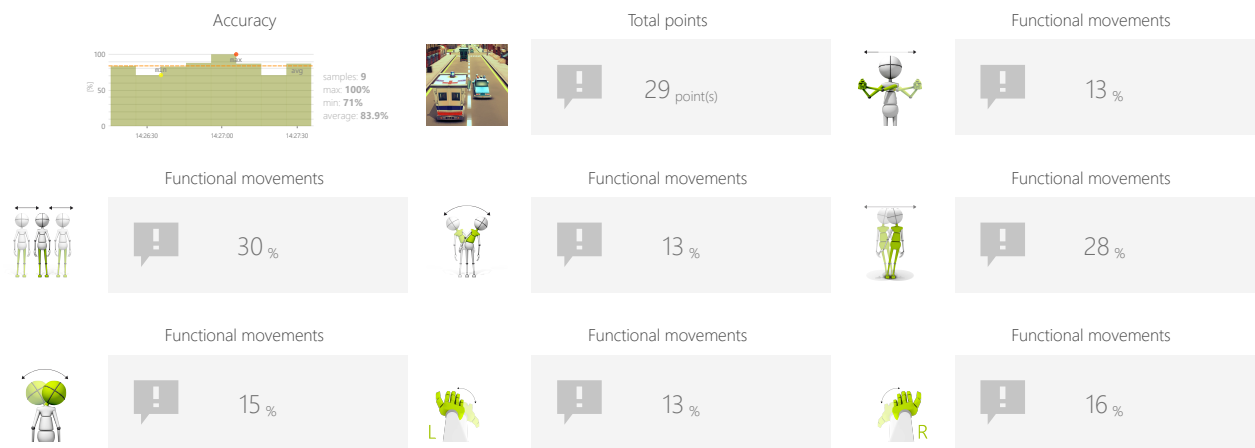 Accuracy
100
50
0
[%]
min
max
avg
14:26:30
14:27:00
14:27:30
samples: 9
max: 100%
min: 71%
average: 83.9%
Total points
29 point(s)
Functional movements
13 %
Functional movements
30 %
Functional movements
13 %
Functional movements
28 %
Functional movements
15 %
Functional movements
L
13 %
Functional movements
R
16 %